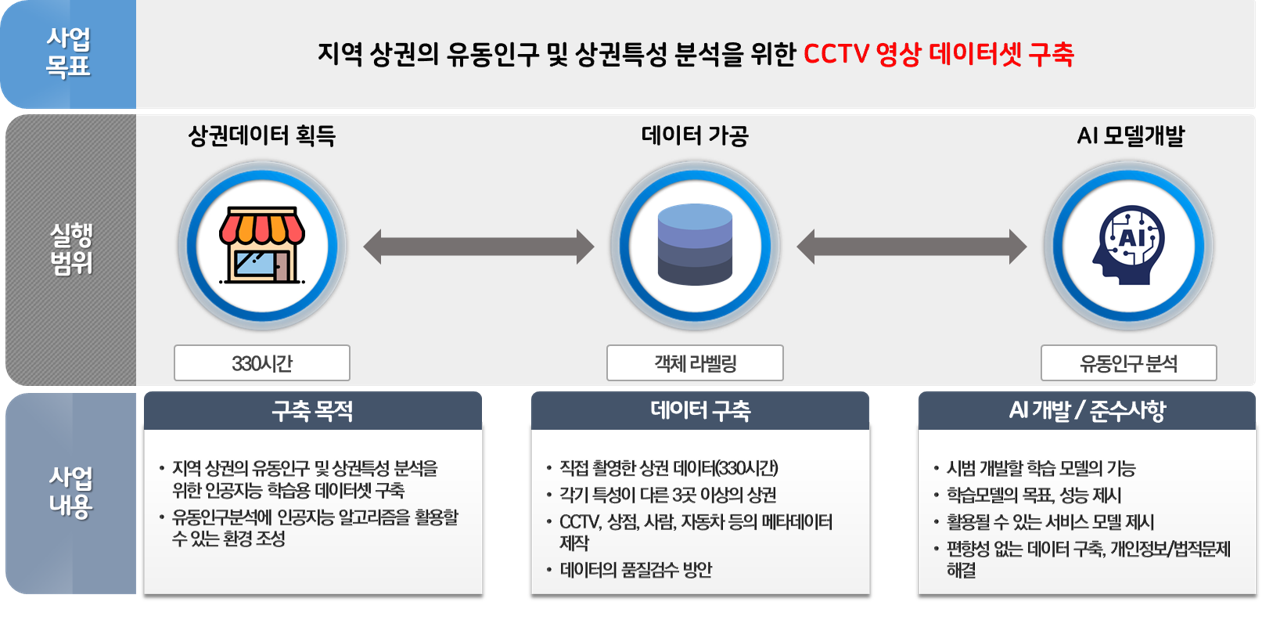 사업
목표
지역 상권의 유동인구 및 상권특성 분석을 위한 CCTV 영상 데이터셋 구축
실행
범위
상권데이터 획득
데이터 가공
AI 모델개발
AI
330시간
객체 라벨링
유동인구 분석
사업
내용
구축 목적
• 지역 상권의 유동인구 및 상권특성 분석을
위한 인공지능 학습용 데이터셋 구축
• 유동인구분석에 인공지능 알고리즘을 활용할
수 있는 환경 조성
데이터 구축
• 직접 촬영한 상권 데이터(330시간)
• 각기 특성이 다른 3곳 이상의 상권
• CCTV, 상점, 사람, 자동차 등의 메타데이터
제작
• 데이터의 품질검수 방안
AI 개발 / 준수사항
• 시범 개발할 학습 모델의 기능
• 학습모델의 목표, 성능 제시
• 활용될 수 있는 서비스 모델 제시
• 편향성 없는 데이터 구축, 개인정보/법적문제
해결